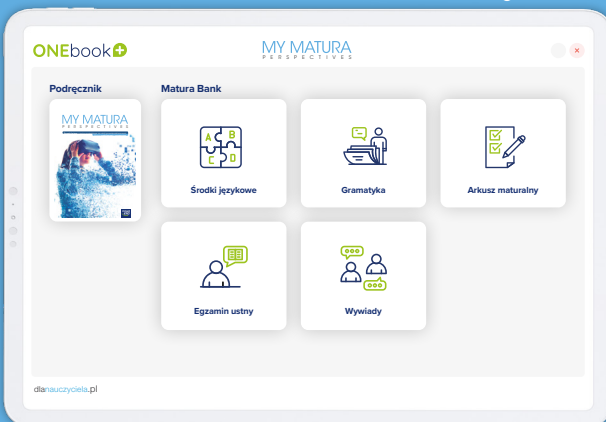 ONEbook+
MY MATURA
PERSPECTIVES
Podręcznik
Matura Bank
MY MATURA
PERSPECTIVES
A B
C D
Środki językowe
Gramatyka
Arkusz maturalny
Egzamin ustny
Wywiady
dlanauczyciela.pl